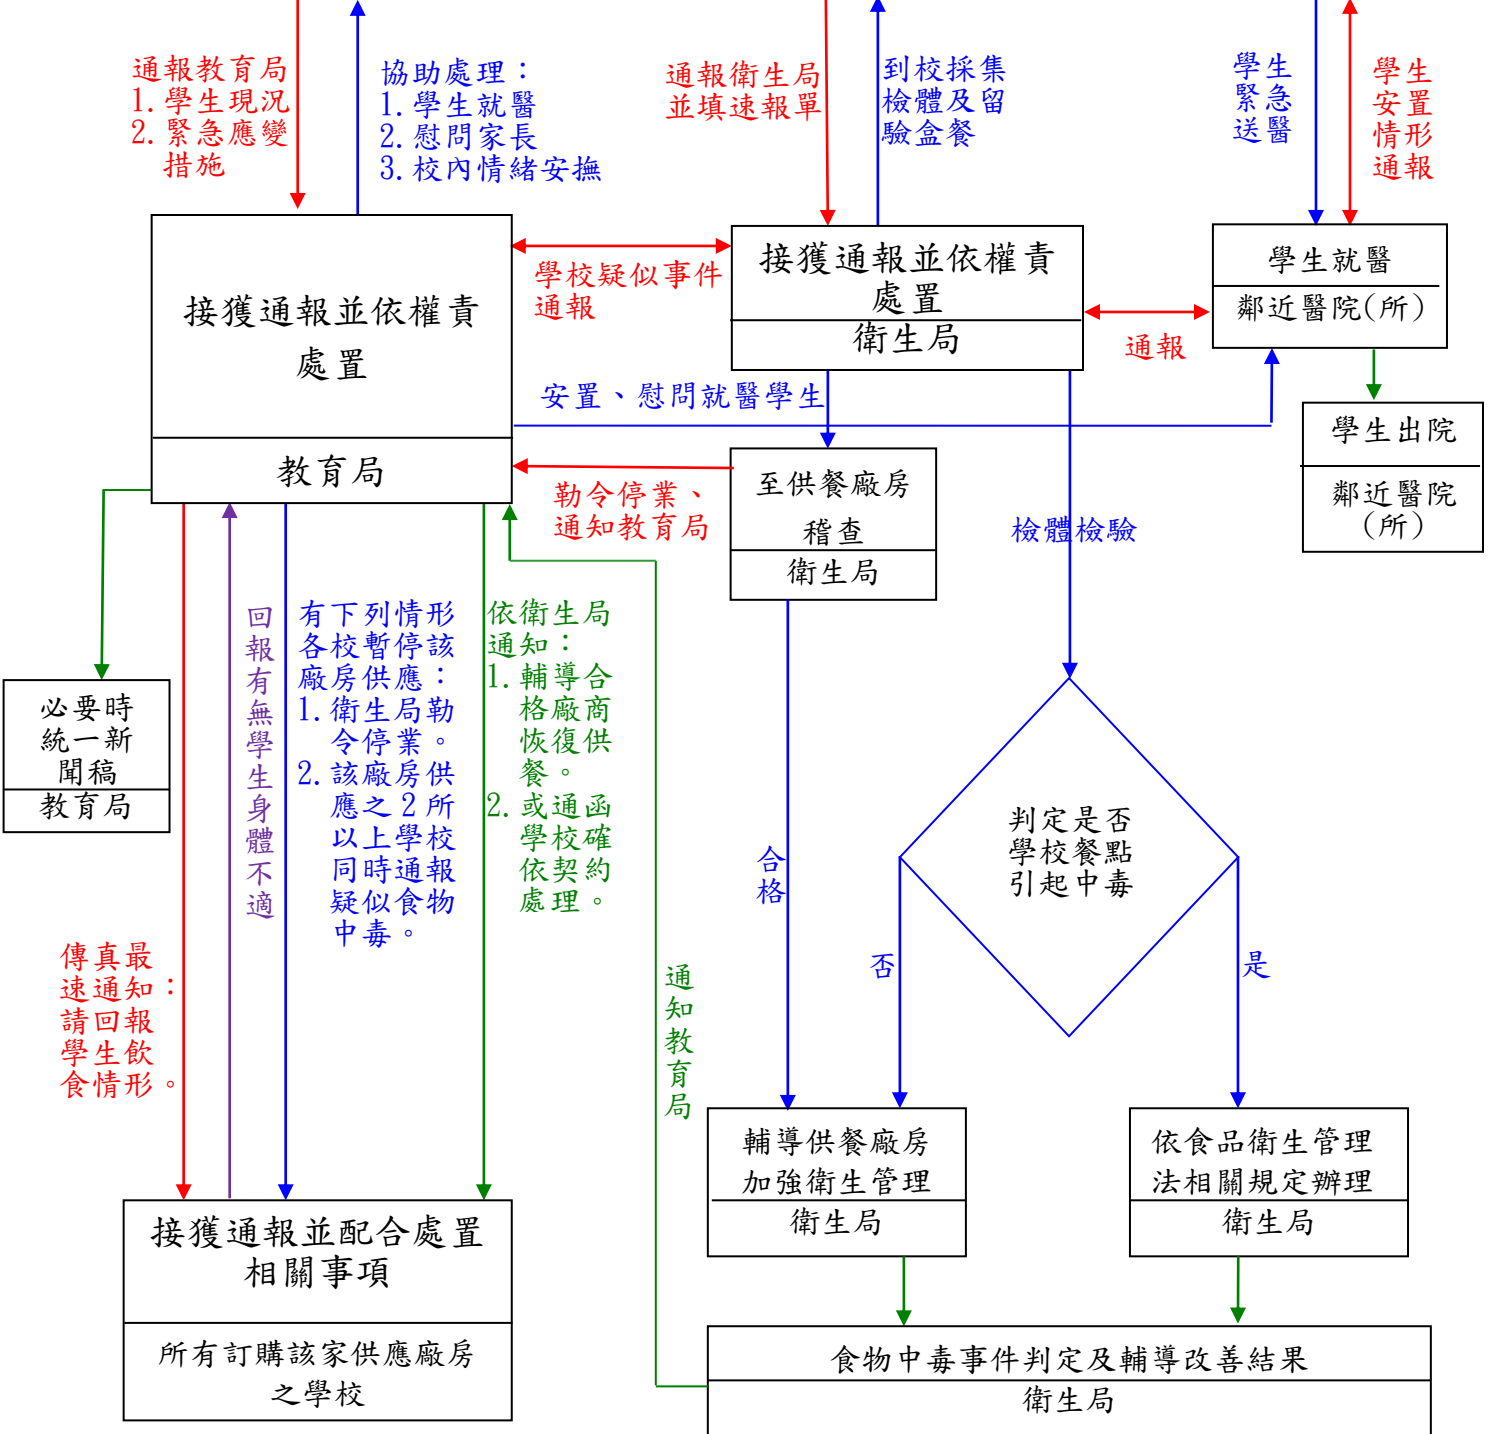 通報教育局
1.學生現況
2.緊急應變
措施
協助處理：
1.學生就醫
2.慰問家長
3.校內情緒安撫
通報衛生局
並填速報單
到校採集
檢體及留
驗盒餐
學生
緊急
送醫
學生
安置
情形
通報
接獲通報並依權責
處置
教育局
學校疑似事件
通報
接獲通報並依權責
處置
衛生局
通報
學生就醫
鄰近醫院(所)
安置、慰問就醫學生
學生出院
鄰近醫院
(所)
勒令停業、
通知教育局
至供餐廠房
稽查
衛生局
檢體檢驗
必要時
統一新
聞稿
教育局
回報有無學生身體不適
有下列情形
各校暫停該
廠房供應：
1.衛生局勒
令停業。
2.該廠房供
應之2所
以上學校
同時通報
疑似食物
中毒。
依衛生局
通知：
1.輔導合
格廠商
恢復供
餐。
2.或通函
學校確
依契約
處理。
傳真最
速通知：
請回報
學生飲
食情形。
合格
判定是否
學校餐點
引起中毒
否
是
通知教育局
輔導供餐廠房
加強衛生管理
衛生局
依食品衛生管理
法相關規定辦理
衛生局
接獲通報並配合處置
相關事項
所有訂購該家供應廠房
之學校
食物中毒事件判定及輔導改善結果
衛生局